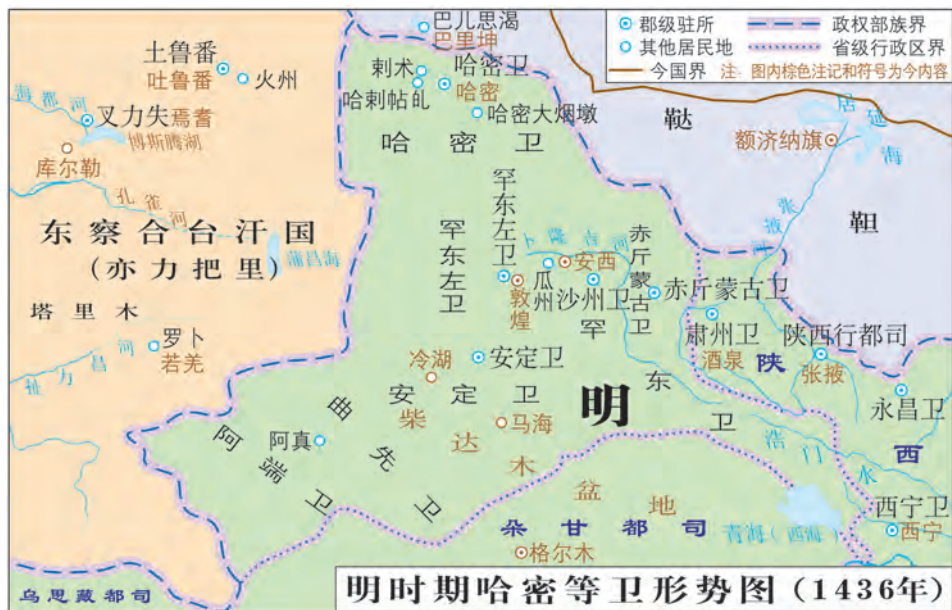 巴儿思渴
巴里坤
郡级驻所
政权部族界
其他居民地
省级行政区界
今国界
注：图内棕色注记和符号为今内容
土鲁番
吐鲁番
火州
剌术
哈密卫
哈密
哈剌帖乩
哈密大烟墩
哈密卫
海都河
叉力失
焉耆
博斯腾湖
库尔勒
孔雀河
东察合台汗国
(亦力把里)
蒲昌海
塔里木
罗卜
若羌
扯力昌河
鞑
靼
居延海
额济纳旗
张掖河
罕东左卫
罕东左卫
卜隆吉河
赤斤蒙古卫
敦煌
瓜州
安西
沙州卫
赤斤蒙古卫
肃州卫
酒泉
陕西行都司
张掖
永昌卫
陕
西
罕东卫
冷湖
安定卫
安定卫
马海
明
曲先卫
阿真
阿端卫
柴达木盆地
浩门水
朵甘都司
青海(西海)
西宁卫
西宁
格尔木
乌思藏都司
明时期哈密等卫形势图(1436年)